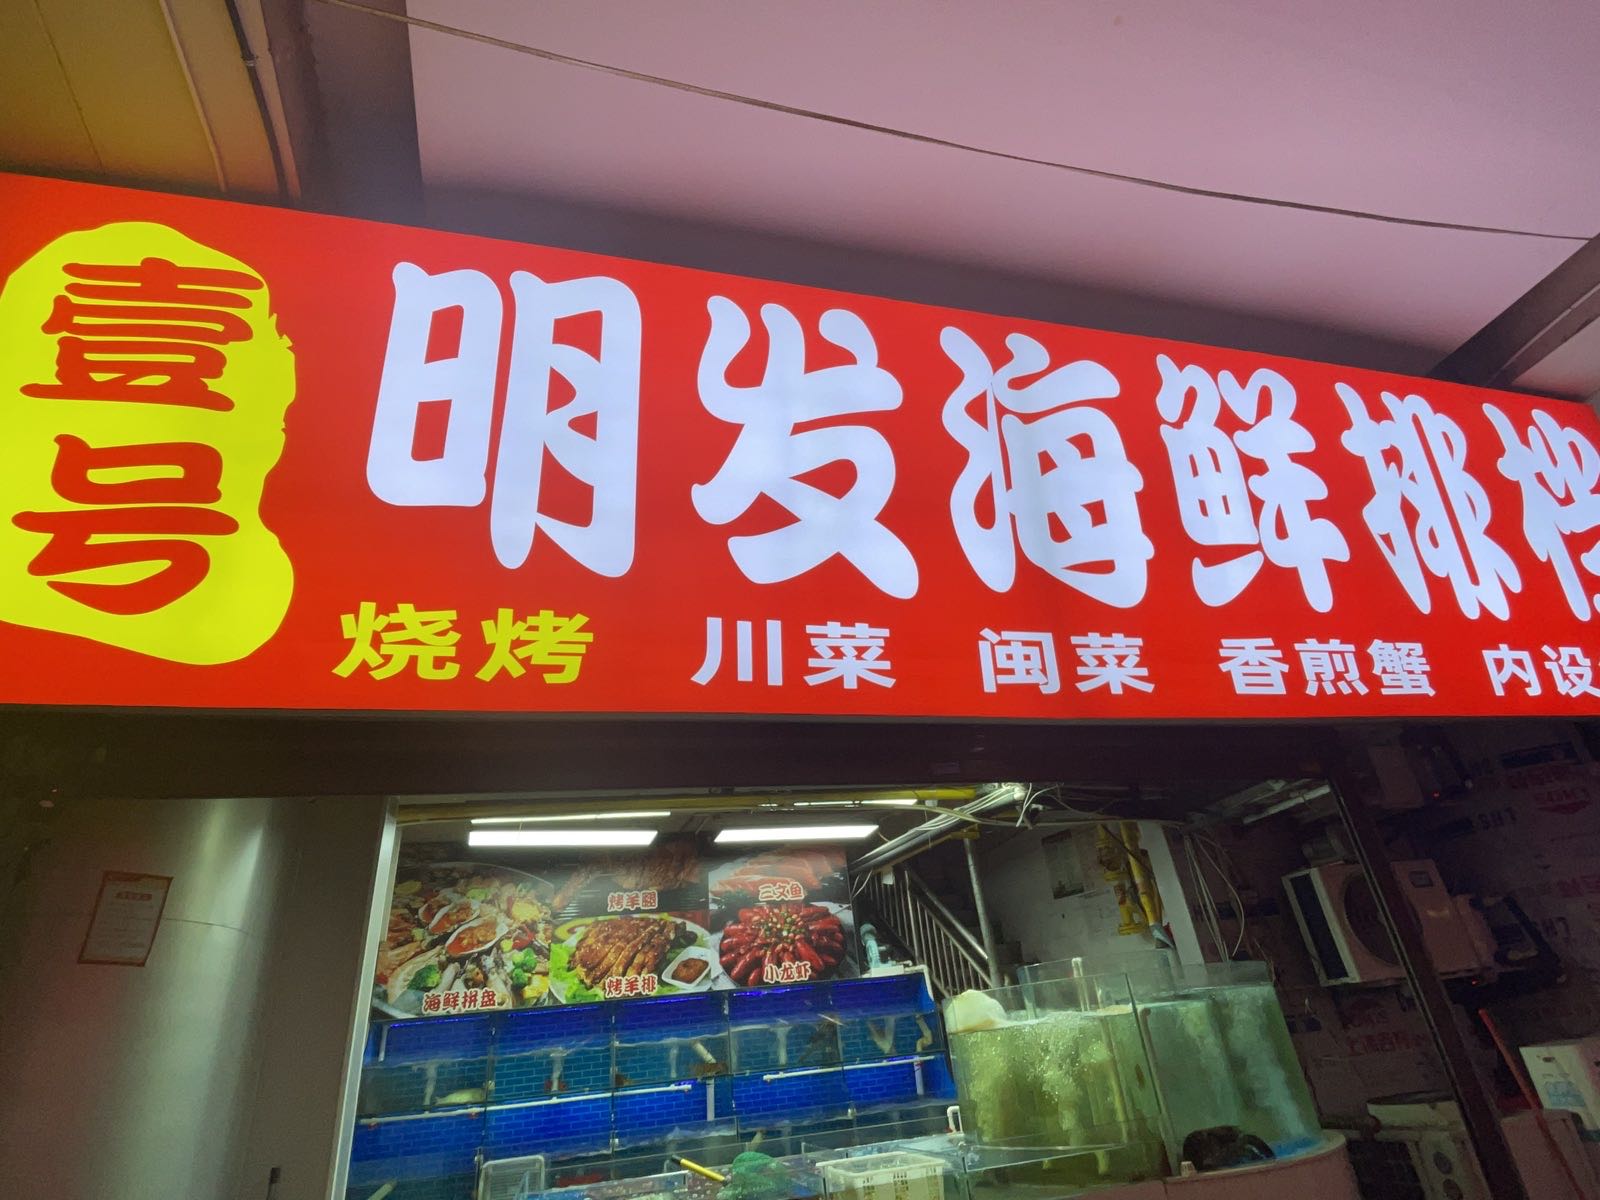 壹号
明发海鲜排档
烧烤 川菜 闽菜 香煎蟹 内设
烤羊腿
三文鱼
海鲜拼盘
烤羊排
小龙虾